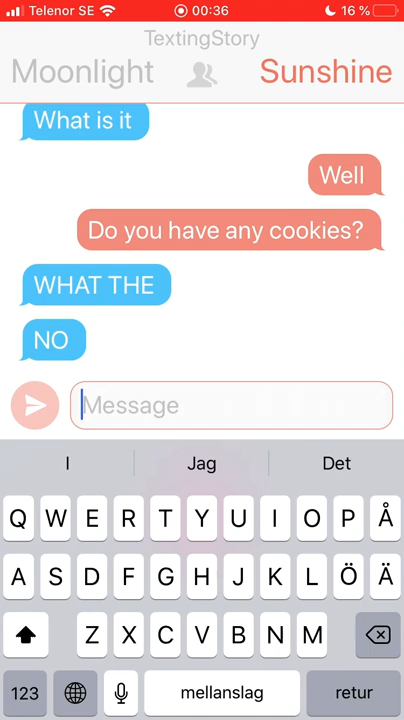 Telenor SE 00:36 16 %
TextingStory
Moonlight Sunshine
What is it
Well
Do you have any cookies?
WHAT THE
NO
Message
I Jag Det
Q W E R T Y U I O P Å
A S D F G H J K L Ö Ä
Z X C V B N M
123 mellanslag retur